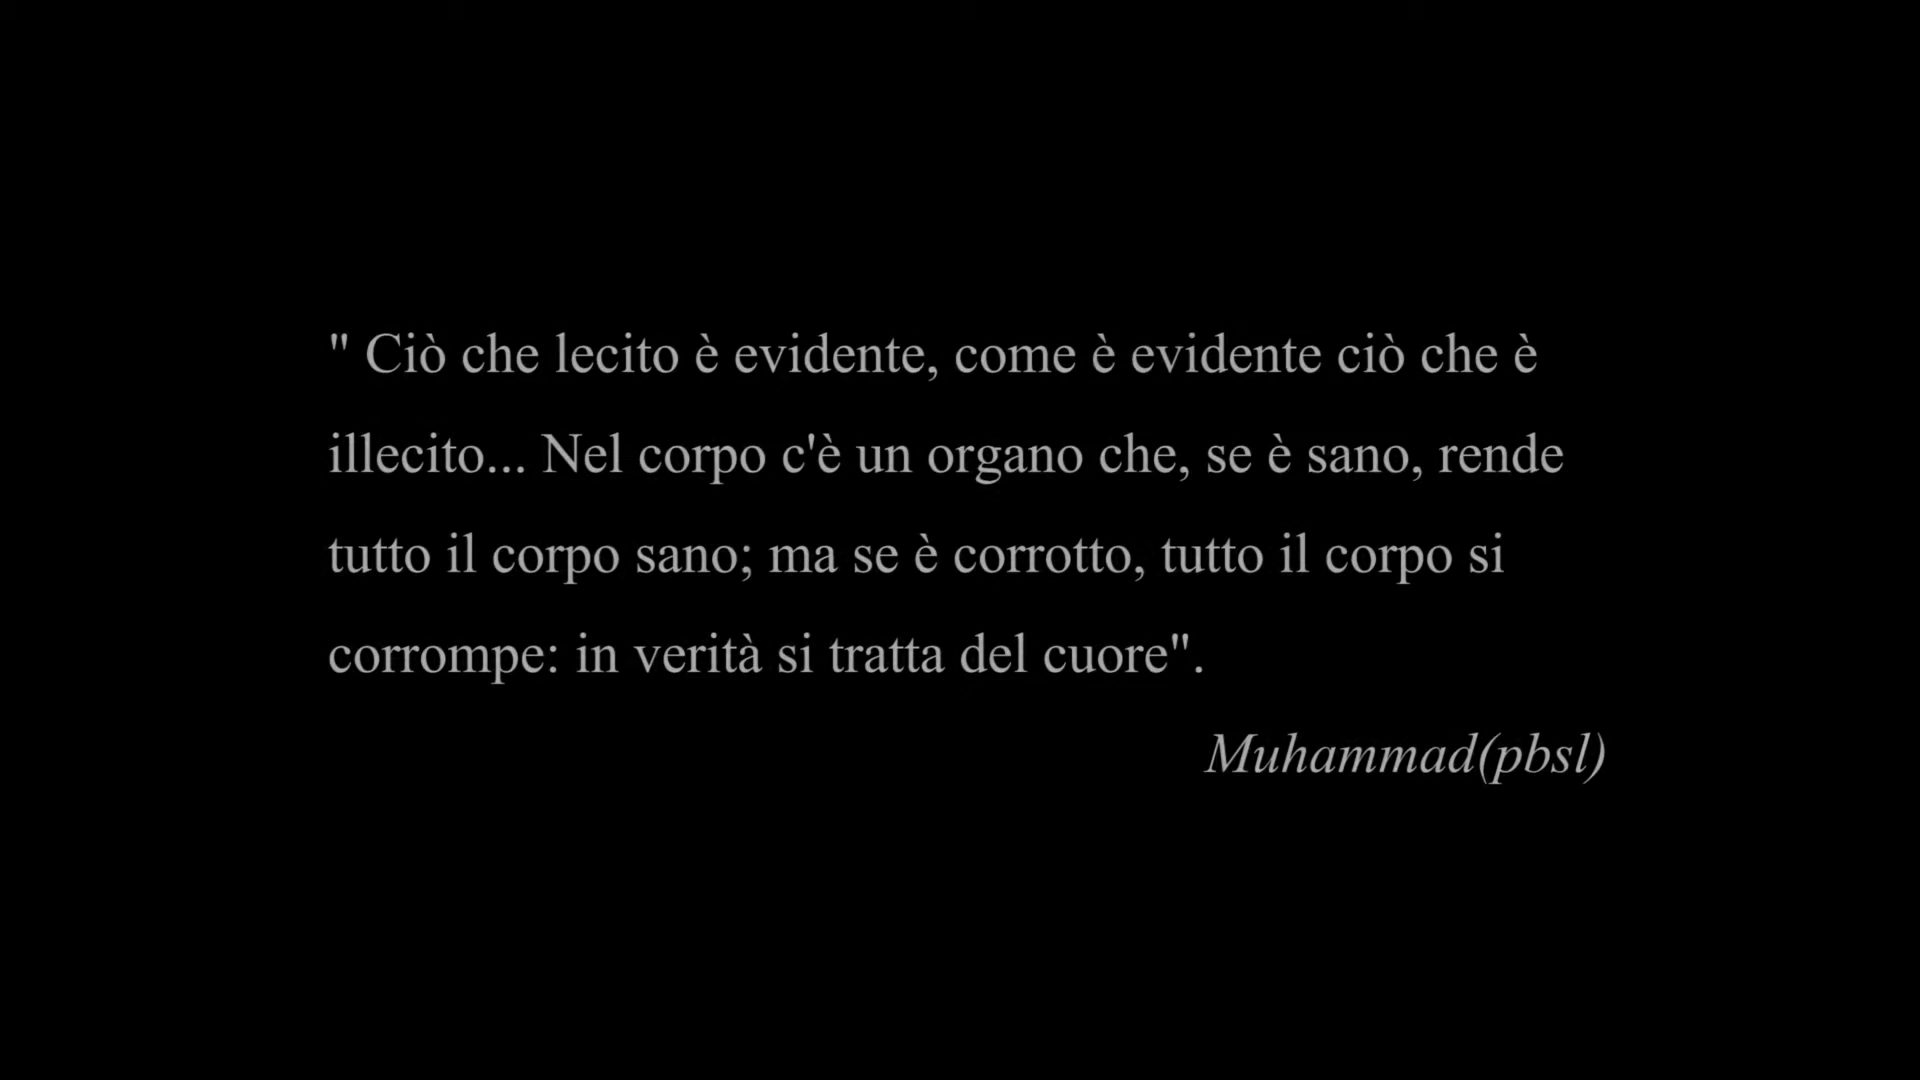 " Ciò che lecito è evidente, come è evidente ciò che è
illecito... Nel corpo c'è un organo che, se è sano, rende
tutto il corpo sano; ma se è corrotto, tutto il corpo si
corrompe: in verità si tratta del cuore".
Muhammad(pbsl)